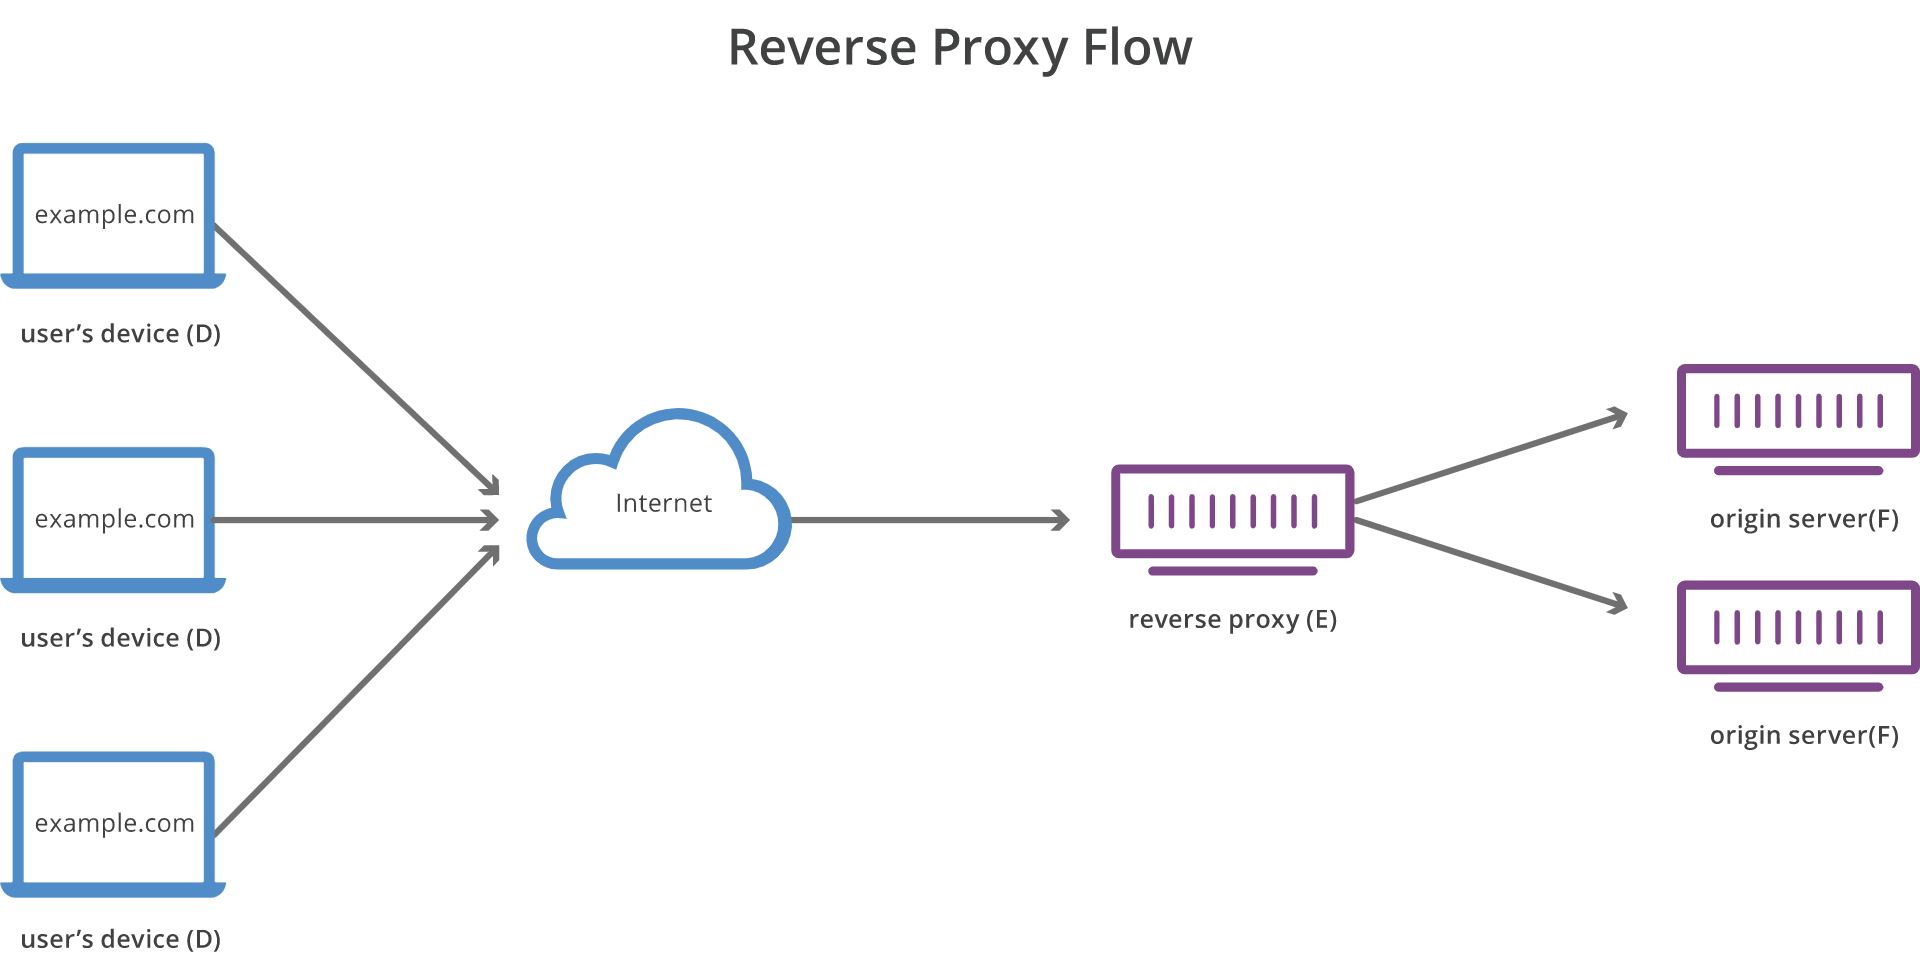 Reverse Proxy Flow
example.com
user’s device (D)
example.com
user’s device (D)
example.com
user’s device (D)
Internet
reverse proxy (E)
origin server(F)
origin server(F)